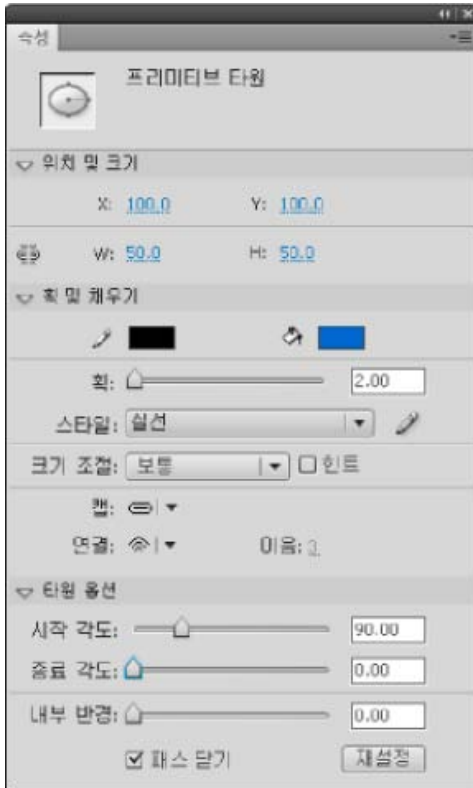 속성
프리미티브 타원
위치 및 크기
X: 100.0 Y: 100.0
W: 50.0 H: 50.0
획 및 채우기
획: 2.00
스타일: 실선
크기 조절: 보통 힌트
캡:
연결: 이음: 3
타원 옵션
시작 각도: 90.00
종료 각도: 0.00
내부 반경: 0.00
패스 닫기 재설정